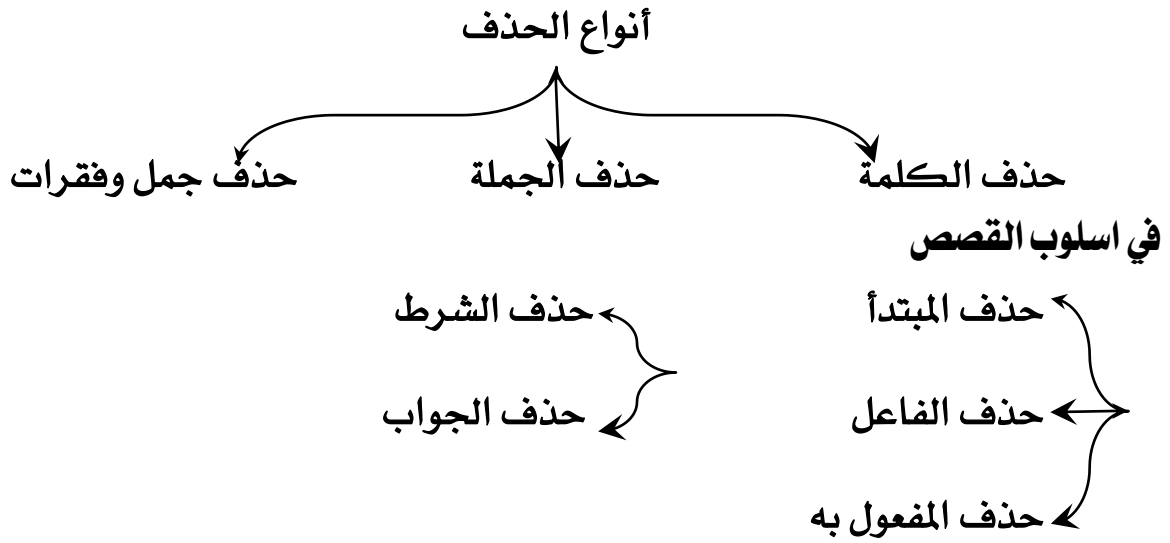 أنواع الحذف
حذف الكلمة
حذف الجملة
حذف جمل وفقرات
في اسلوب القصص
حذف المبتدأ
حذف الفاعل
حذف المفعول به
حذف الشرط
حذف الجواب